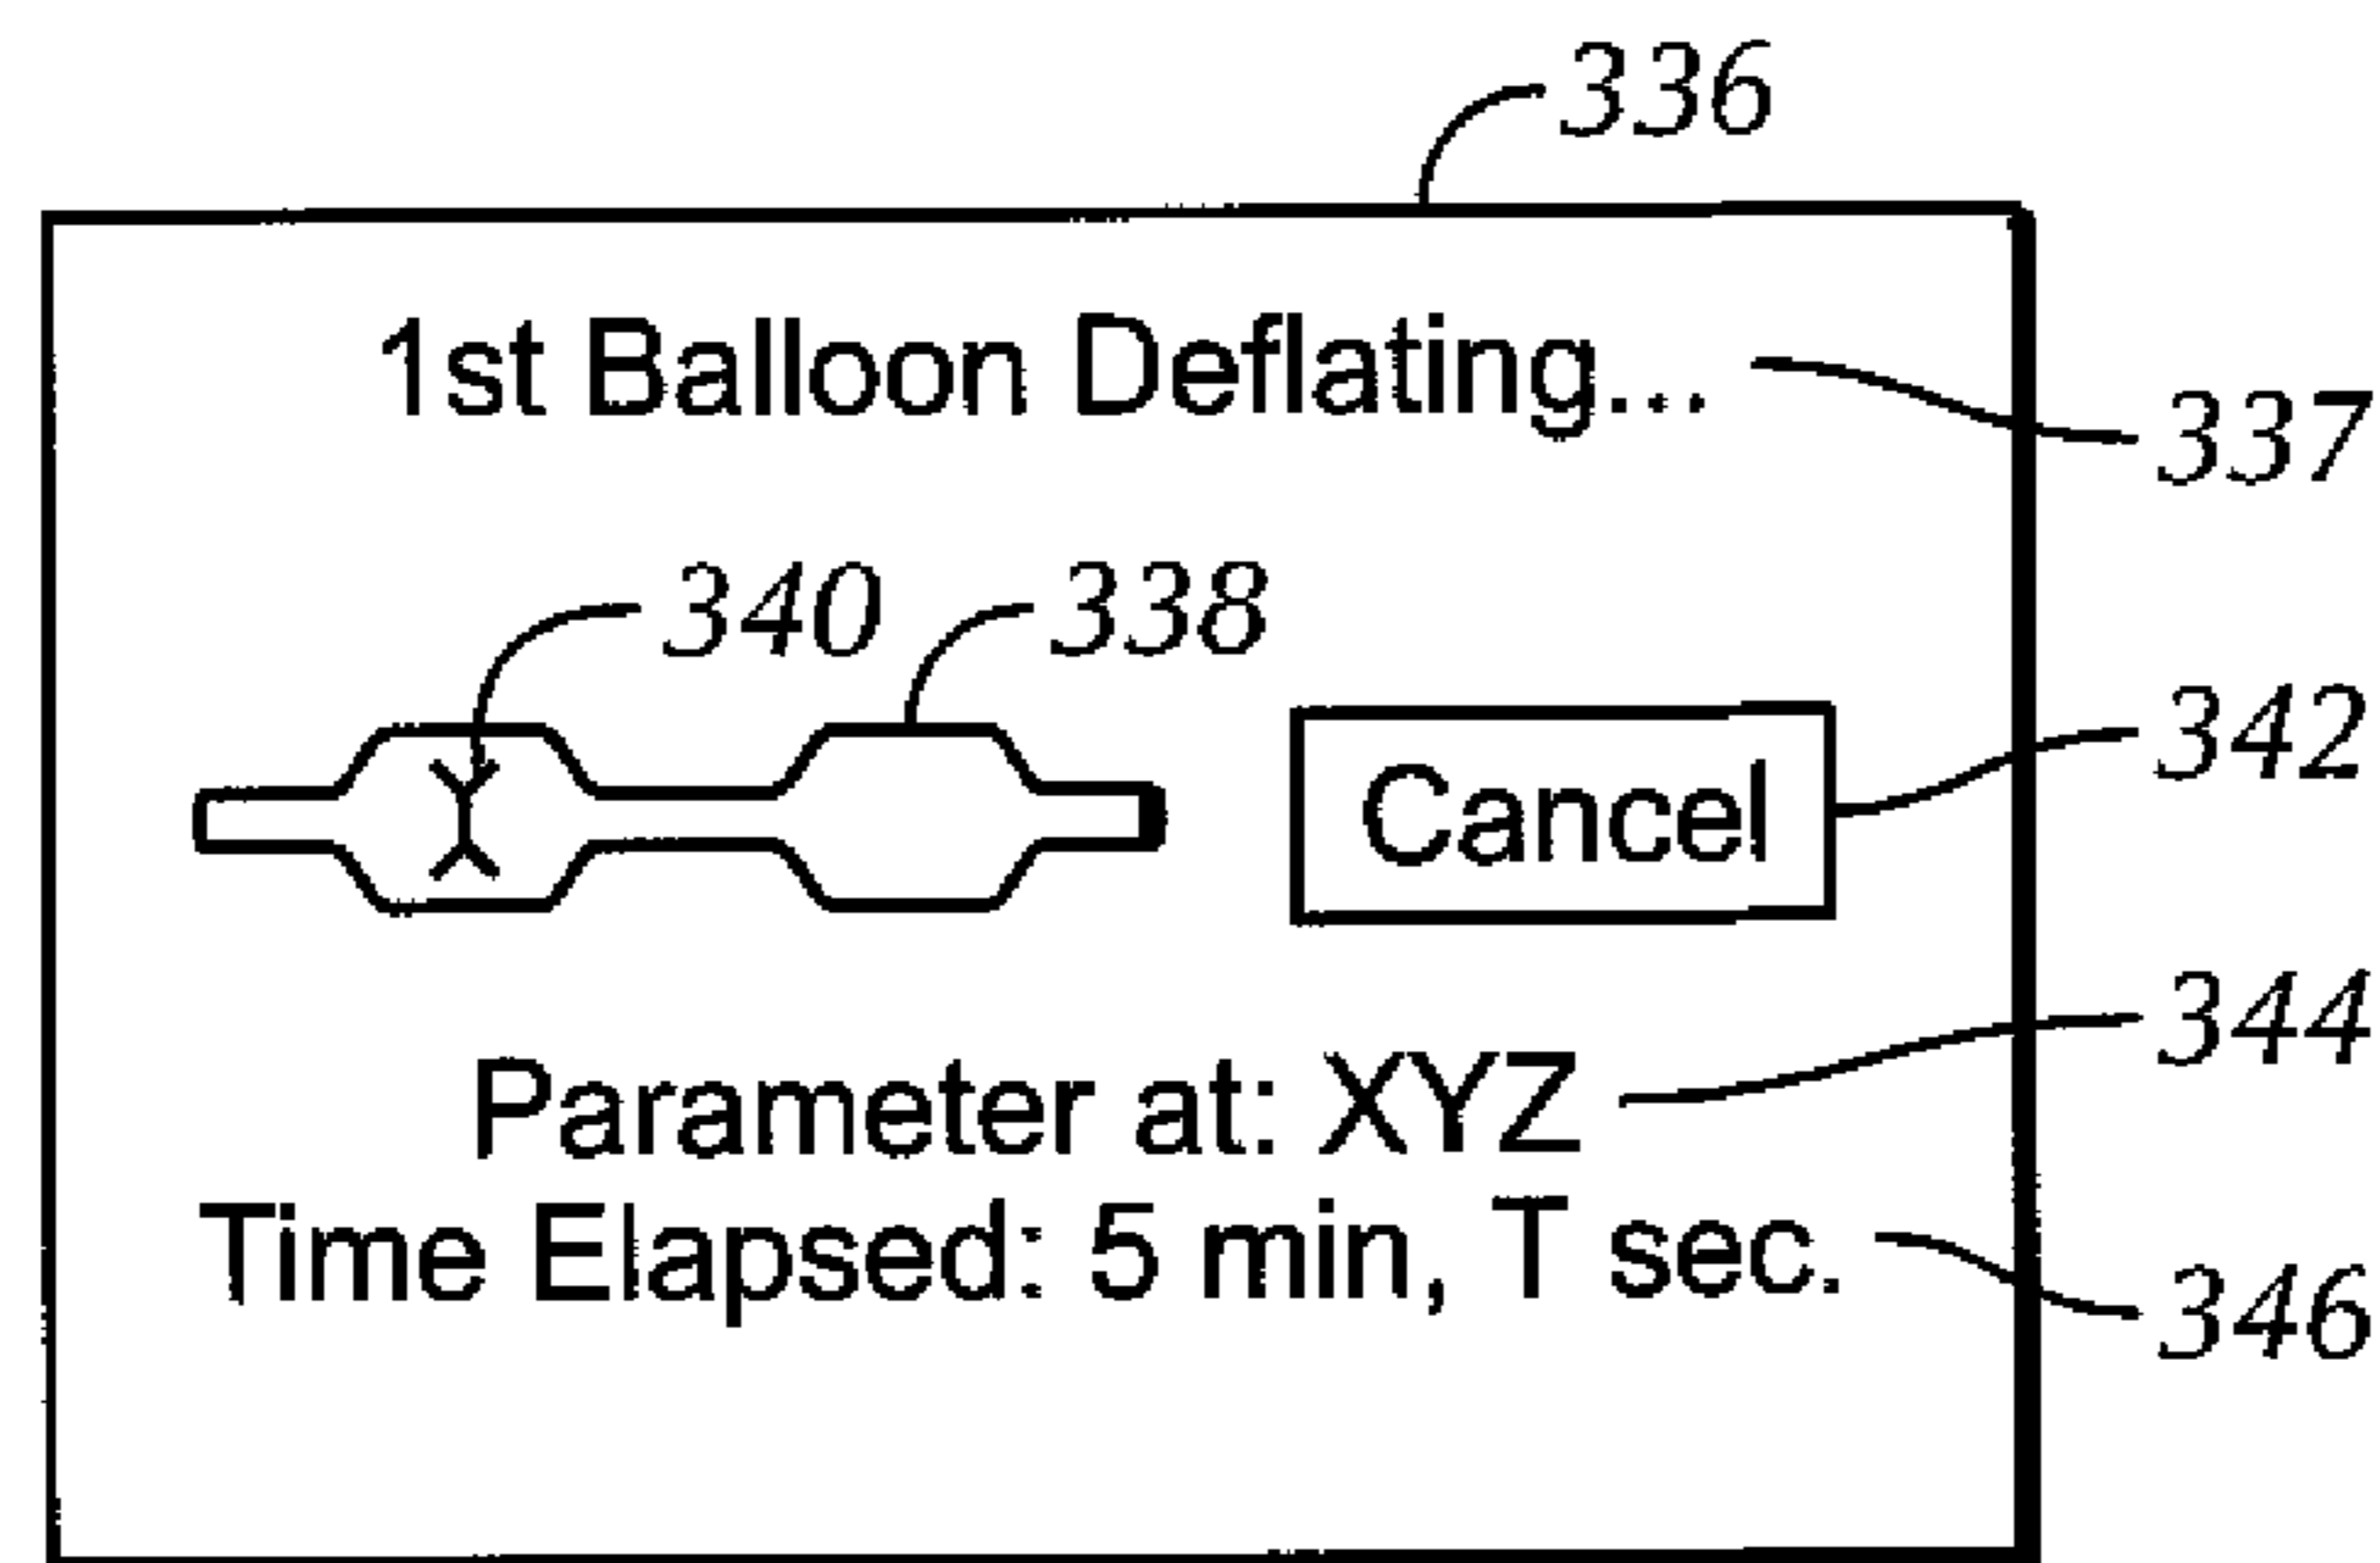 336
1st Balloon Deflating...
337
340 338
Cancel
342
Parameter at: XYZ
344
Time Elapsed: 5 min, T sec.
346